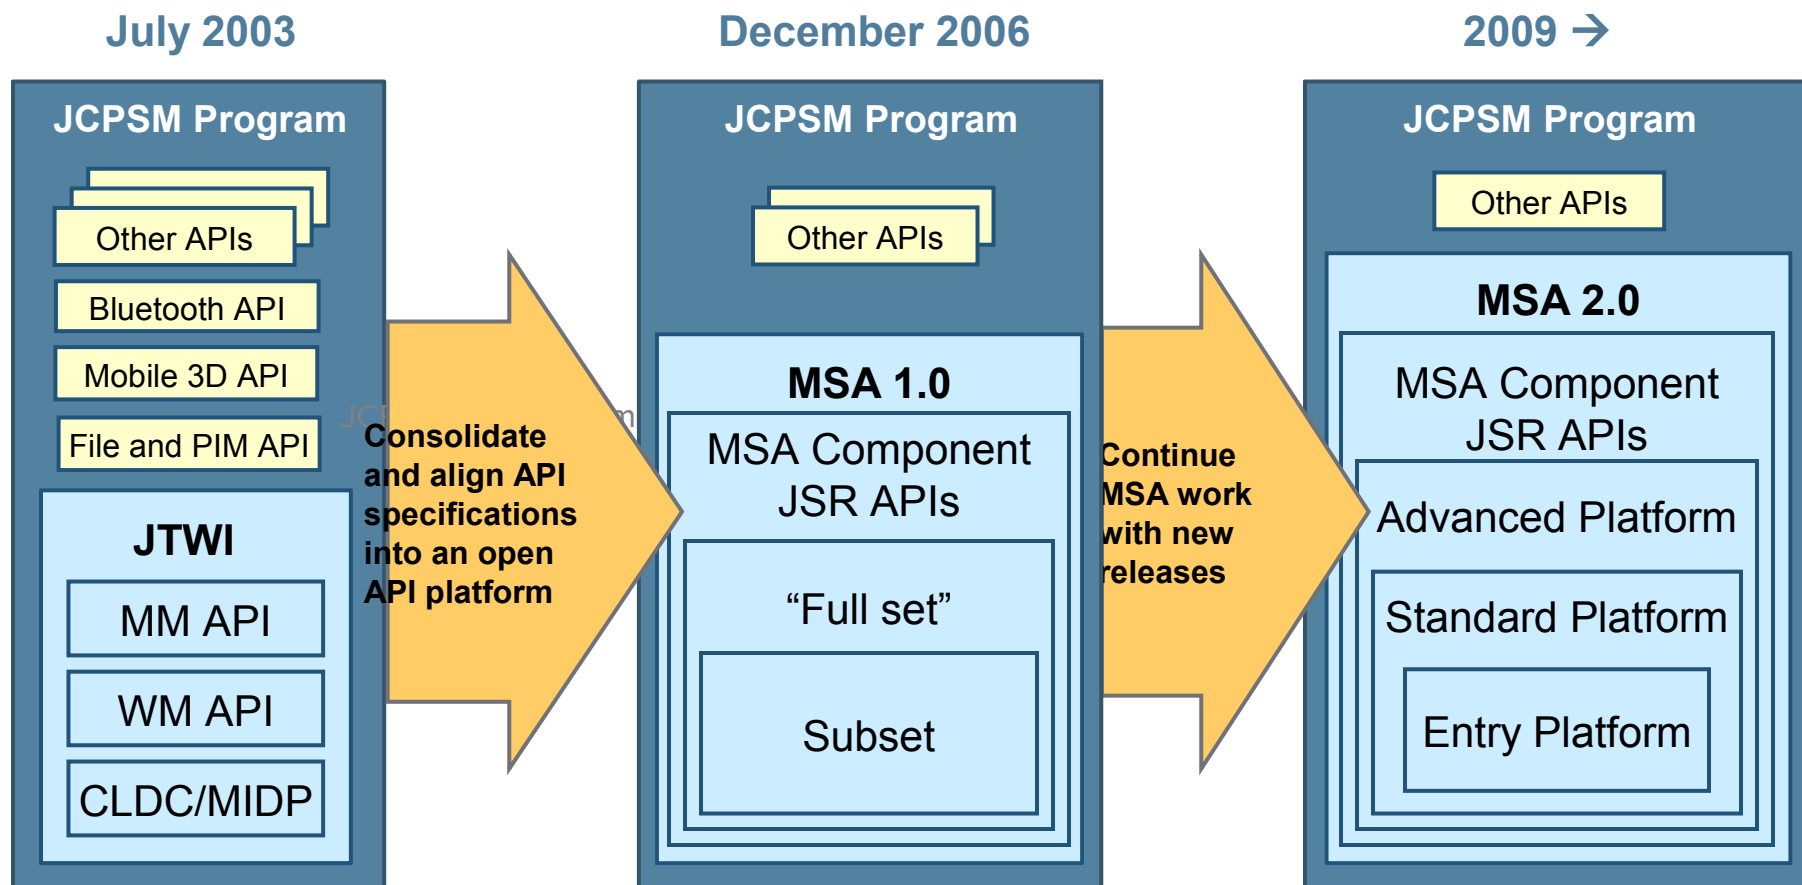 July 2003
JCPSM Program
Other APIs
Bluetooth API
Mobile 3D API
File and PIM API
JTWI
MM API
WM API
CLDC/MIDP
Consolidate
and align API
specifications
into an open
API platform
December 2006
JCPSM Program
Other APIs
MSA 1.0
MSA Component
JSR APIs
“Full set”
Subset
Continue
MSA work
with new
releases
2009 →
JCPSM Program
Other APIs
MSA 2.0
MSA Component
JSR APIs
Advanced Platform
Standard Platform
Entry Platform